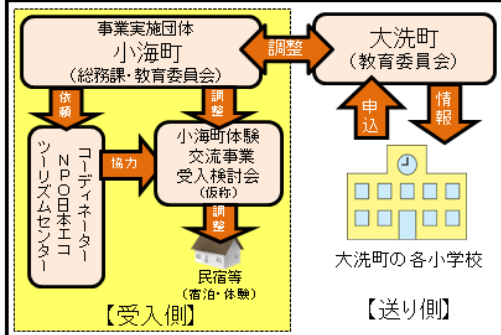 事業実施団体
小海町
(総務課・教育委員会)
調整
大洗町
(教育委員会)
依頼
調整
申込
情報
コーディネーター
NPO日本エコ
ツーリズムセンター
協力
小海町体験
交流事業
受入検討会
(仮称)
調整
民宿等
(宿泊・体験)
大洗町の各小学校
【受入側】
【送り側】